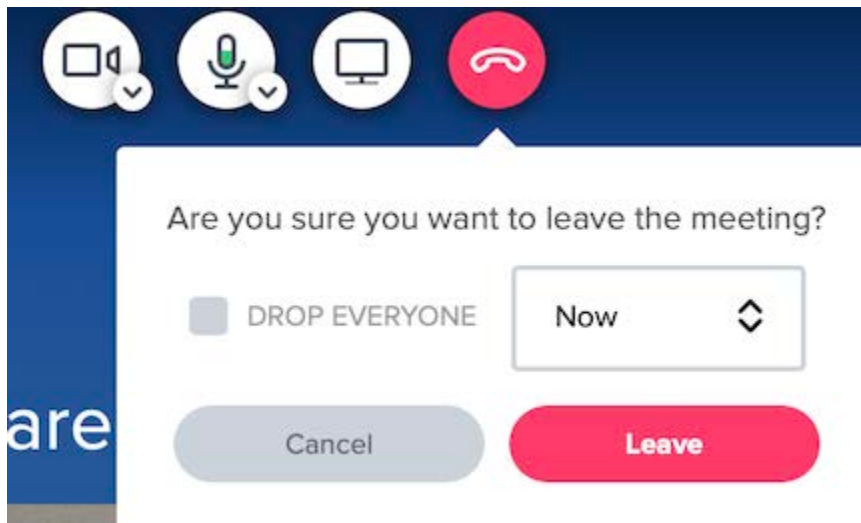 Are you sure you want to leave the meeting?
DROP EVERYONE
Now
are
Cancel
Leave